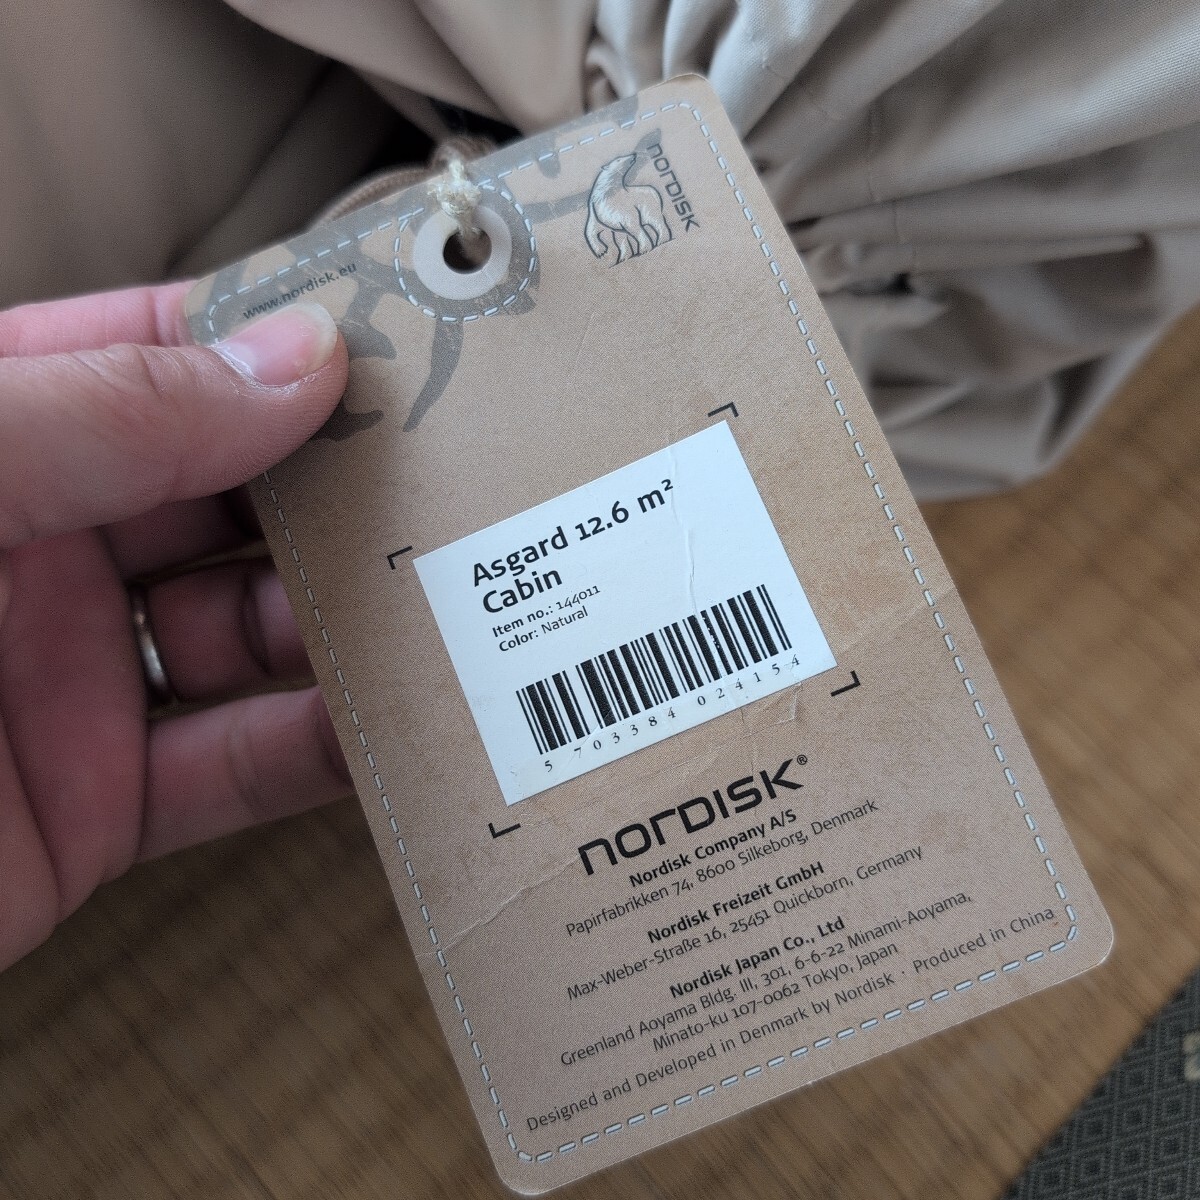 www.nordisk.eu
NORDISK
Asgard 12.6 m²
Cabin
Item no.: 144011
Color: Natural
5 703384 024154
NORDISK®
Nordisk Company A/S
Papirfabrikken 74, 8600 Silkeborg, Denmark
Nordisk Freizeit GmbH
Max-Weber-Straße 16, 25451 Quickborn, Germany
Nordisk Japan Co., Ltd
Greenland Aoyama Bldg. III, 301, 6-6-22 Minami-Aoyama,
Minato-ku 107-0062 Tokyo, Japan
Designed and Developed in Denmark by Nordisk · Produced in China